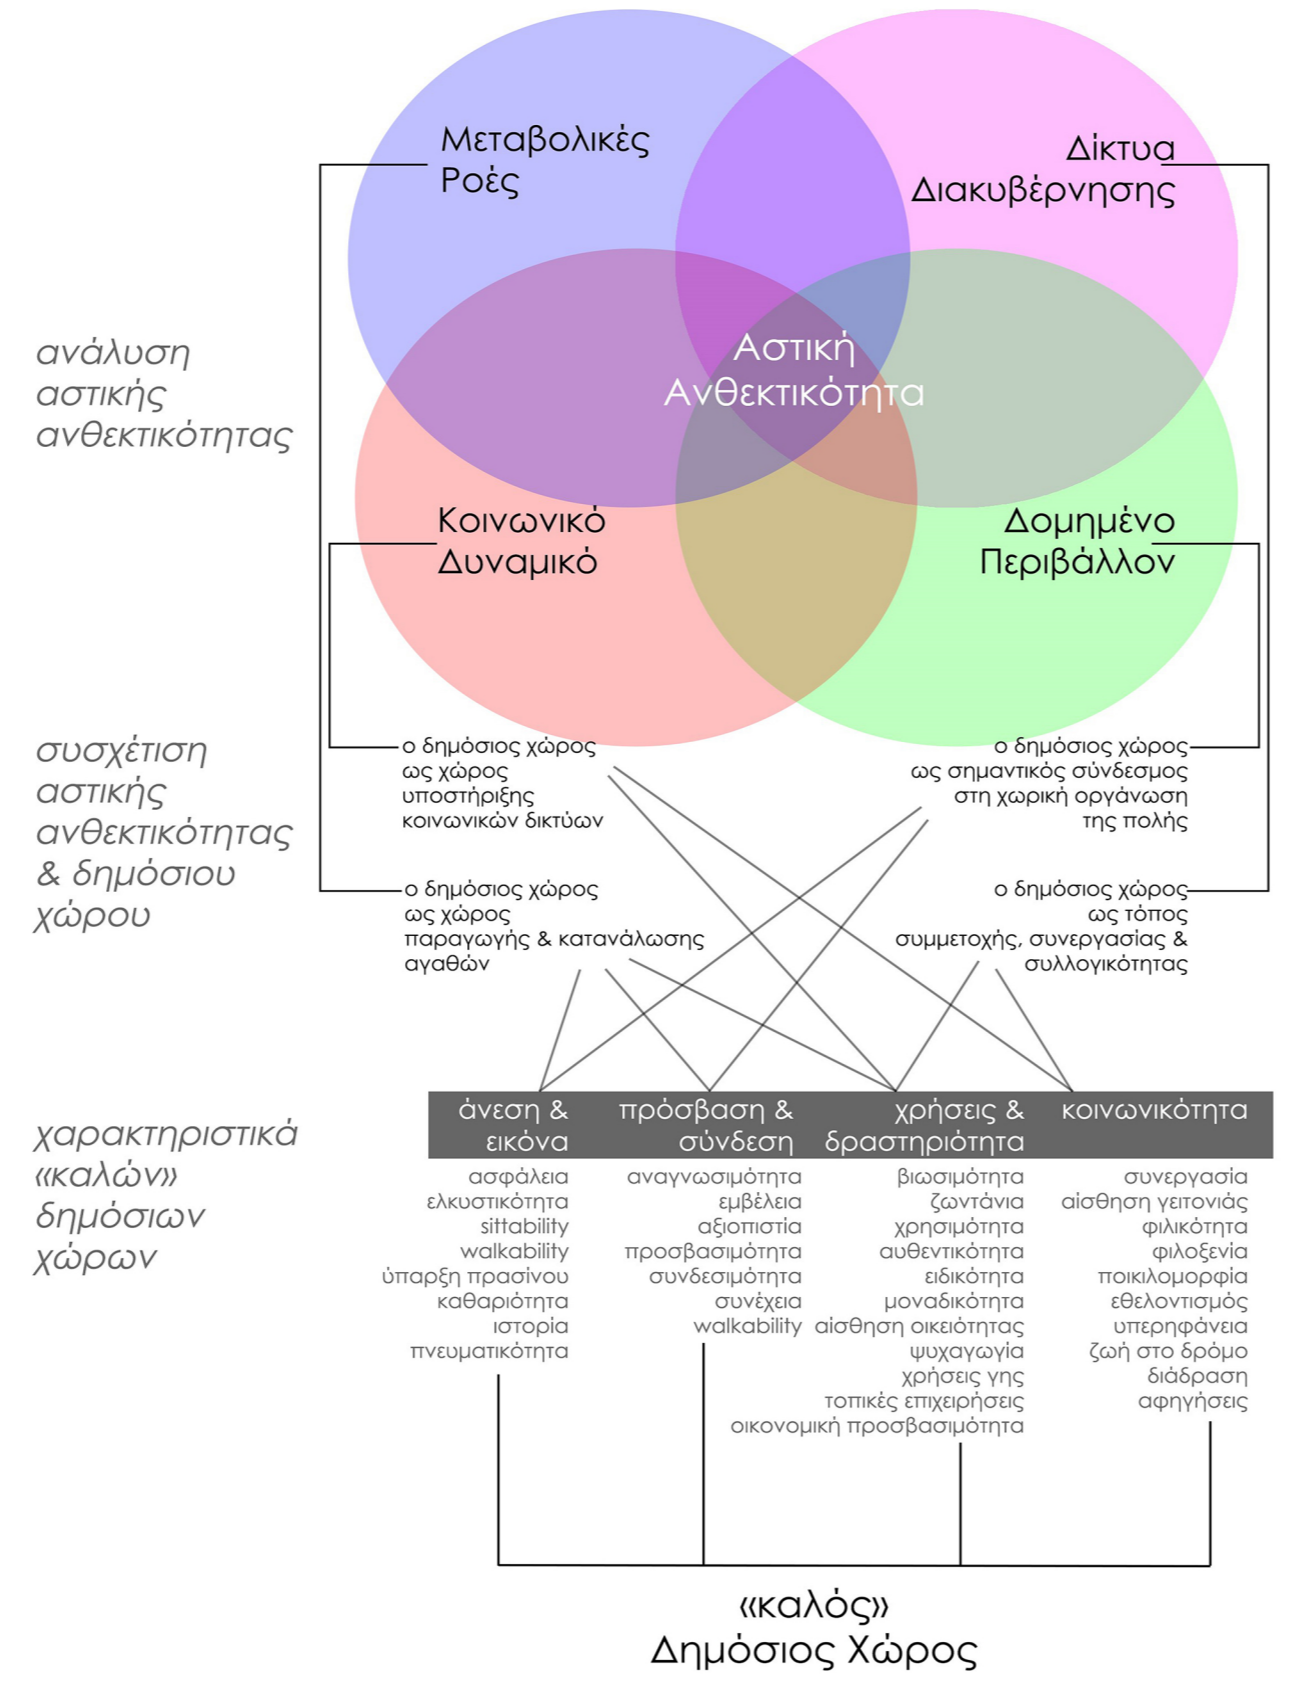 Μεταβολικές
Ροές
Δίκτυα
Διακυβέρνησης
ανάλυση
αστικής
ανθεκτικότητας
Αστική
Ανθεκτικότητα
Κοινωνικό
Δυναμικό
Δομημένο
Περιβάλλον
συσχέτιση
αστικής
ανθεκτικότητας
& δημόσιου
χώρου
ο δημόσιος χώρος
ως χώρος
υποστήριξης
κοινωνικών δικτύων
ο δημόσιος χώρος
ως σημαντικός σύνδεσμος
στη χωρική οργάνωση
της πολής
ο δημόσιος χώρος
ως χώρος
παραγωγής & κατανάλωσης
αγαθών
ο δημόσιος χώρος
ως τόπος
συμμετοχής, συνεργασίας &
συλλογικότητας
χαρακτηριστικά
«καλών»
δημόσιων
χώρων
άνεση &
εικόνα
ασφάλεια
ελκυστικότητα
sittability
walkability
ύπαρξη πρασίνου
καθαριότητα
ιστορία
πνευματικότητα
πρόσβαση &
σύνδεση
αναγνωσιμότητα
εμβέλεια
αξιοπιστία
προσβασιμότητα
συνδεσιμότητα
συνέχεια
walkability
χρήσεις &
δραστηριότητα
βιωσιμότητα
ζωντάνια
χρησιμότητα
αυθεντικότητα
ειδικότητα
μοναδικότητα
αίσθηση οικειότητας
ψυχαγωγία
χρήσεις γης
τοπικές επιχειρήσεις
οικονομική προσβασιμότητα
κοινωνικότητα
συνεργασία
αίσθηση γειτονιάς
φιλικότητα
φιλοξενία
ποικιλομορφία
εθελοντισμός
υπερηφάνεια
ζωή στο δρόμο
διάδραση
αφηγήσεις
«καλός»
Δημόσιος Χώρος